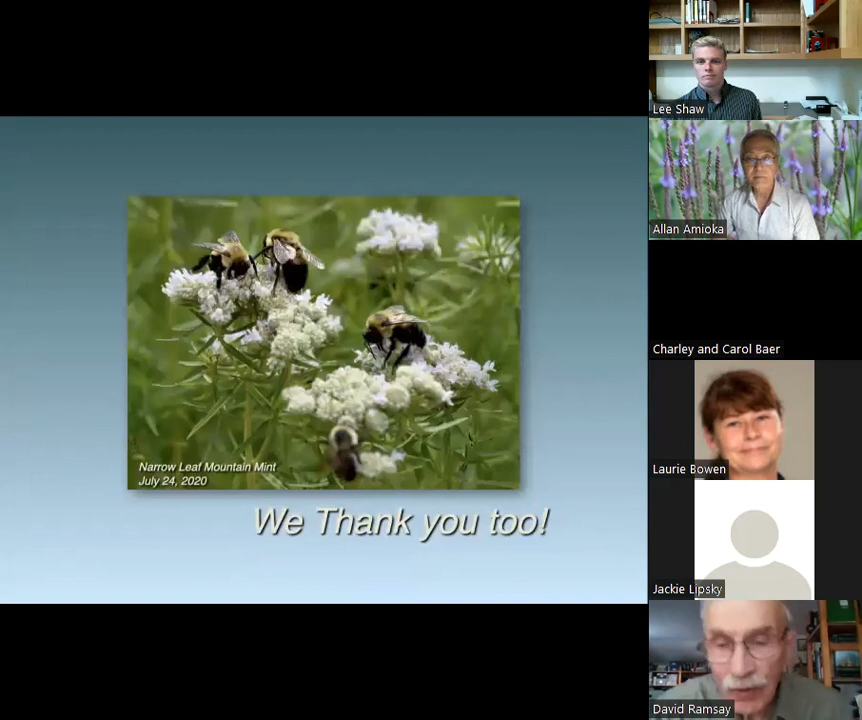 Narrow Leaf Mountain Mint
July 24, 2020
We Thank you too!
Lee Shaw
Allan Amioka
Charley and Carol Baer
Laurie Bowen
Jackie Lipsky
David Ramsay